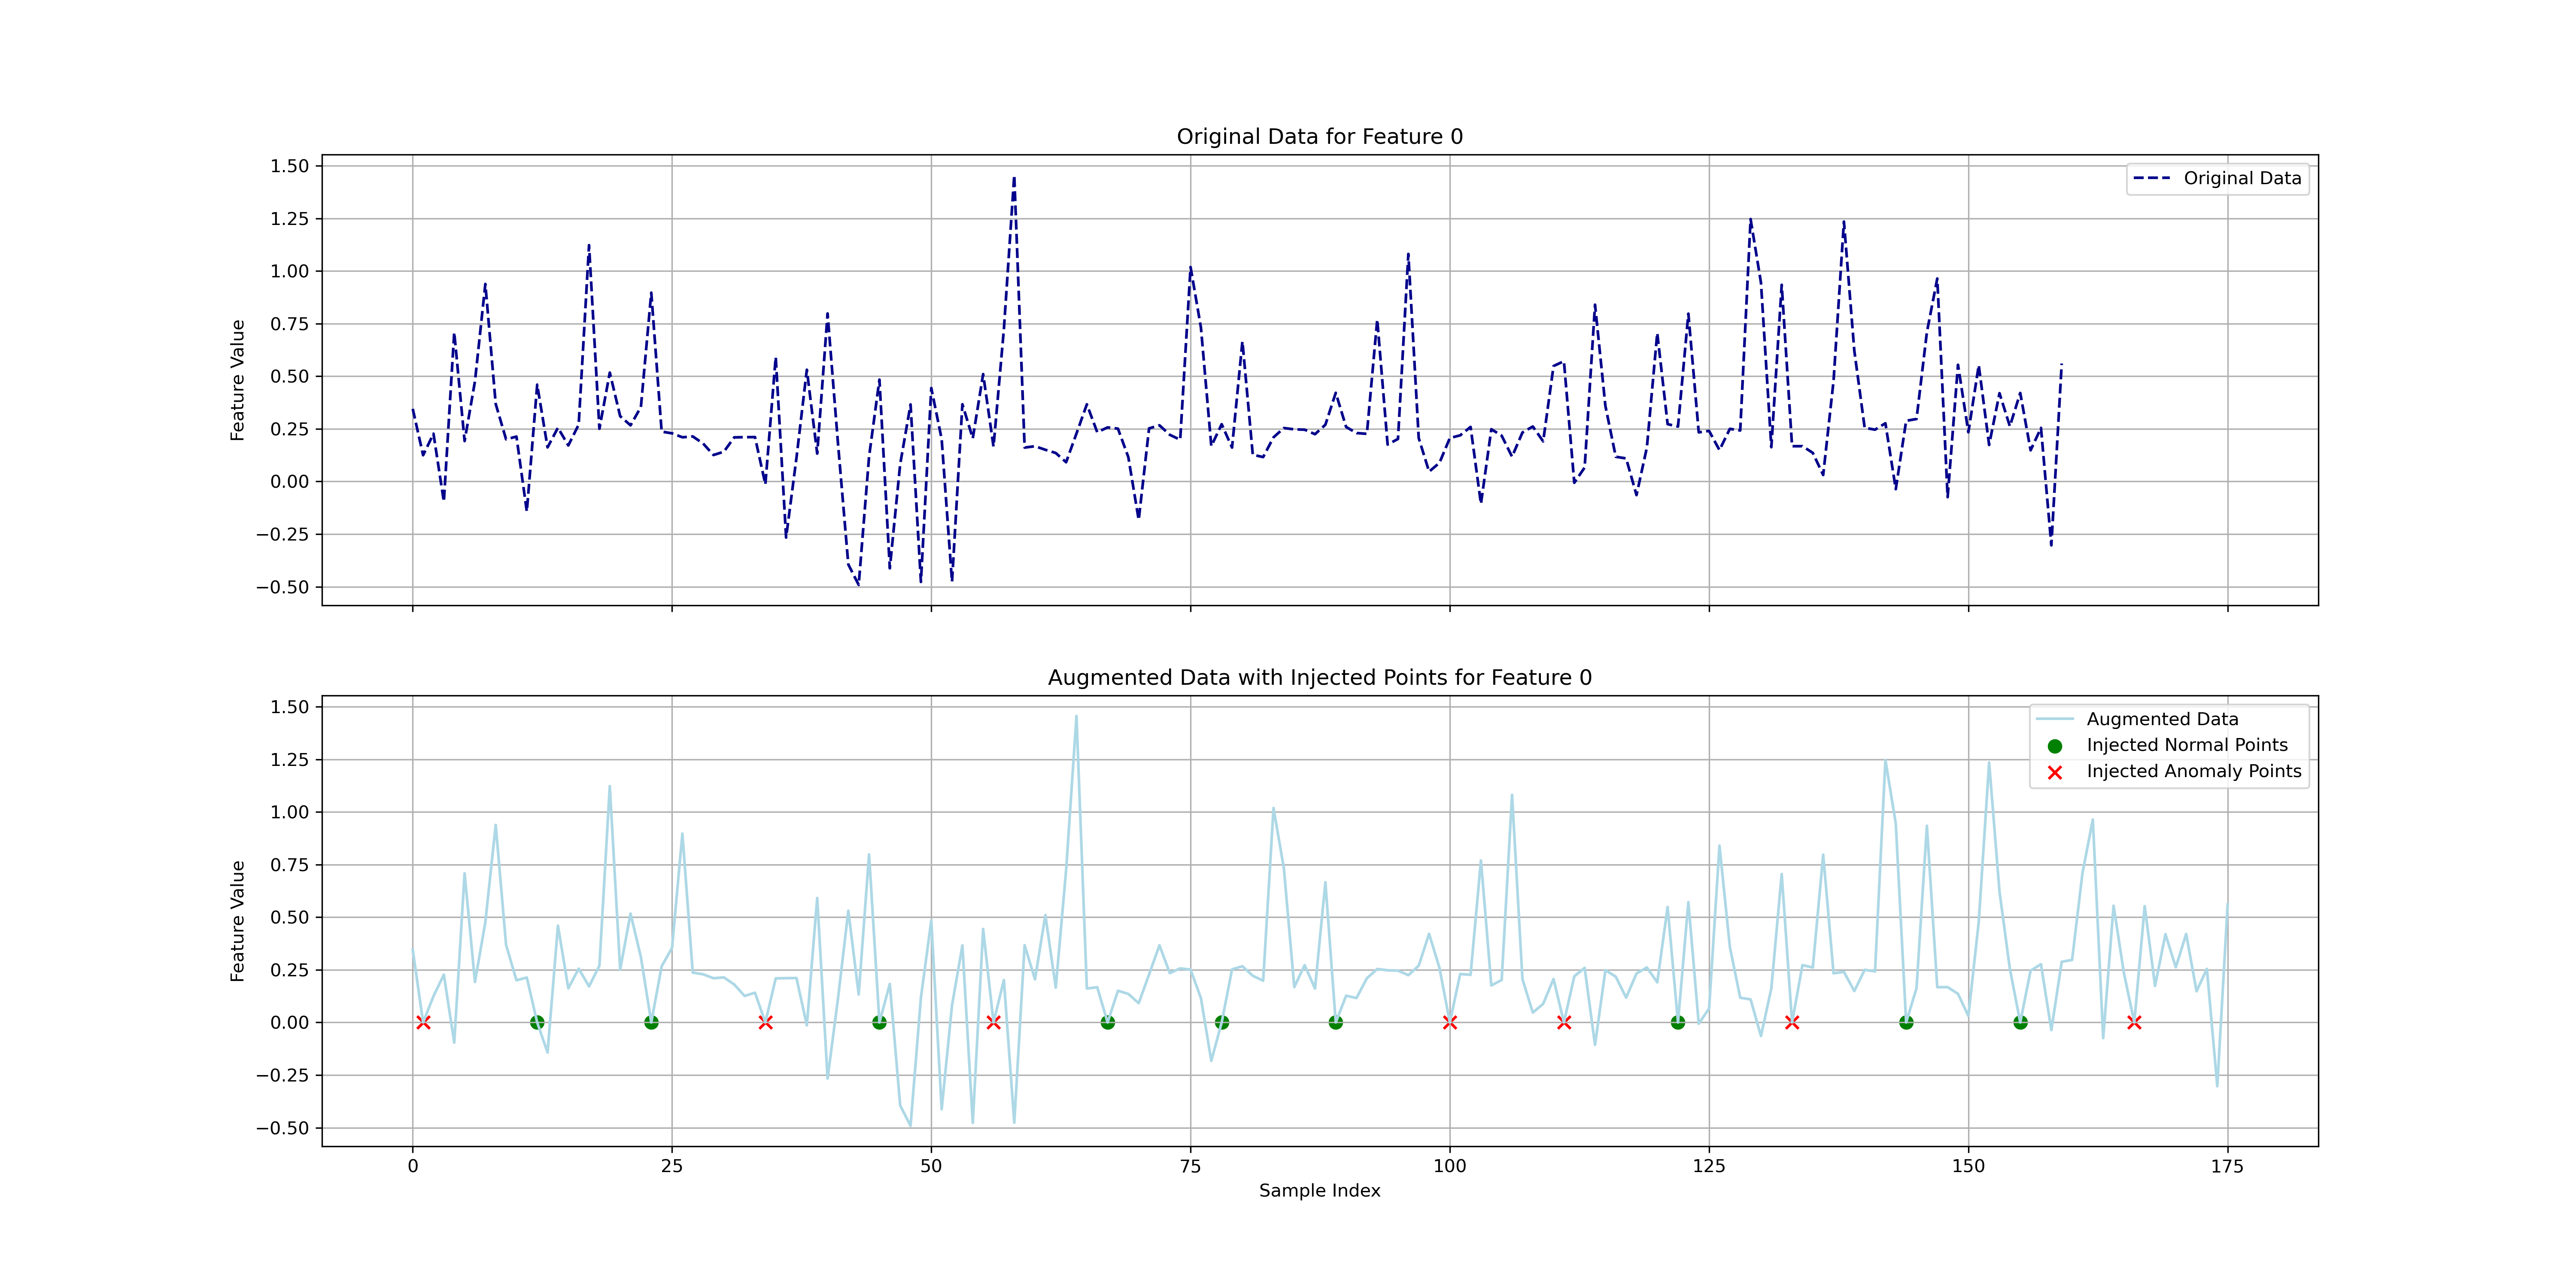 Original Data for Feature 0
1.50
1.25
1.00
0.75
0.50
0.25
0.00
−0.25
−0.50
Feature Value
Original Data
Augmented Data with Injected Points for Feature 0
1.50
1.25
1.00
0.75
0.50
0.25
0.00
−0.25
−0.50
Feature Value
Augmented Data
Injected Normal Points
Injected Anomaly Points
0 25 50 75 100 125 150 175
Sample Index